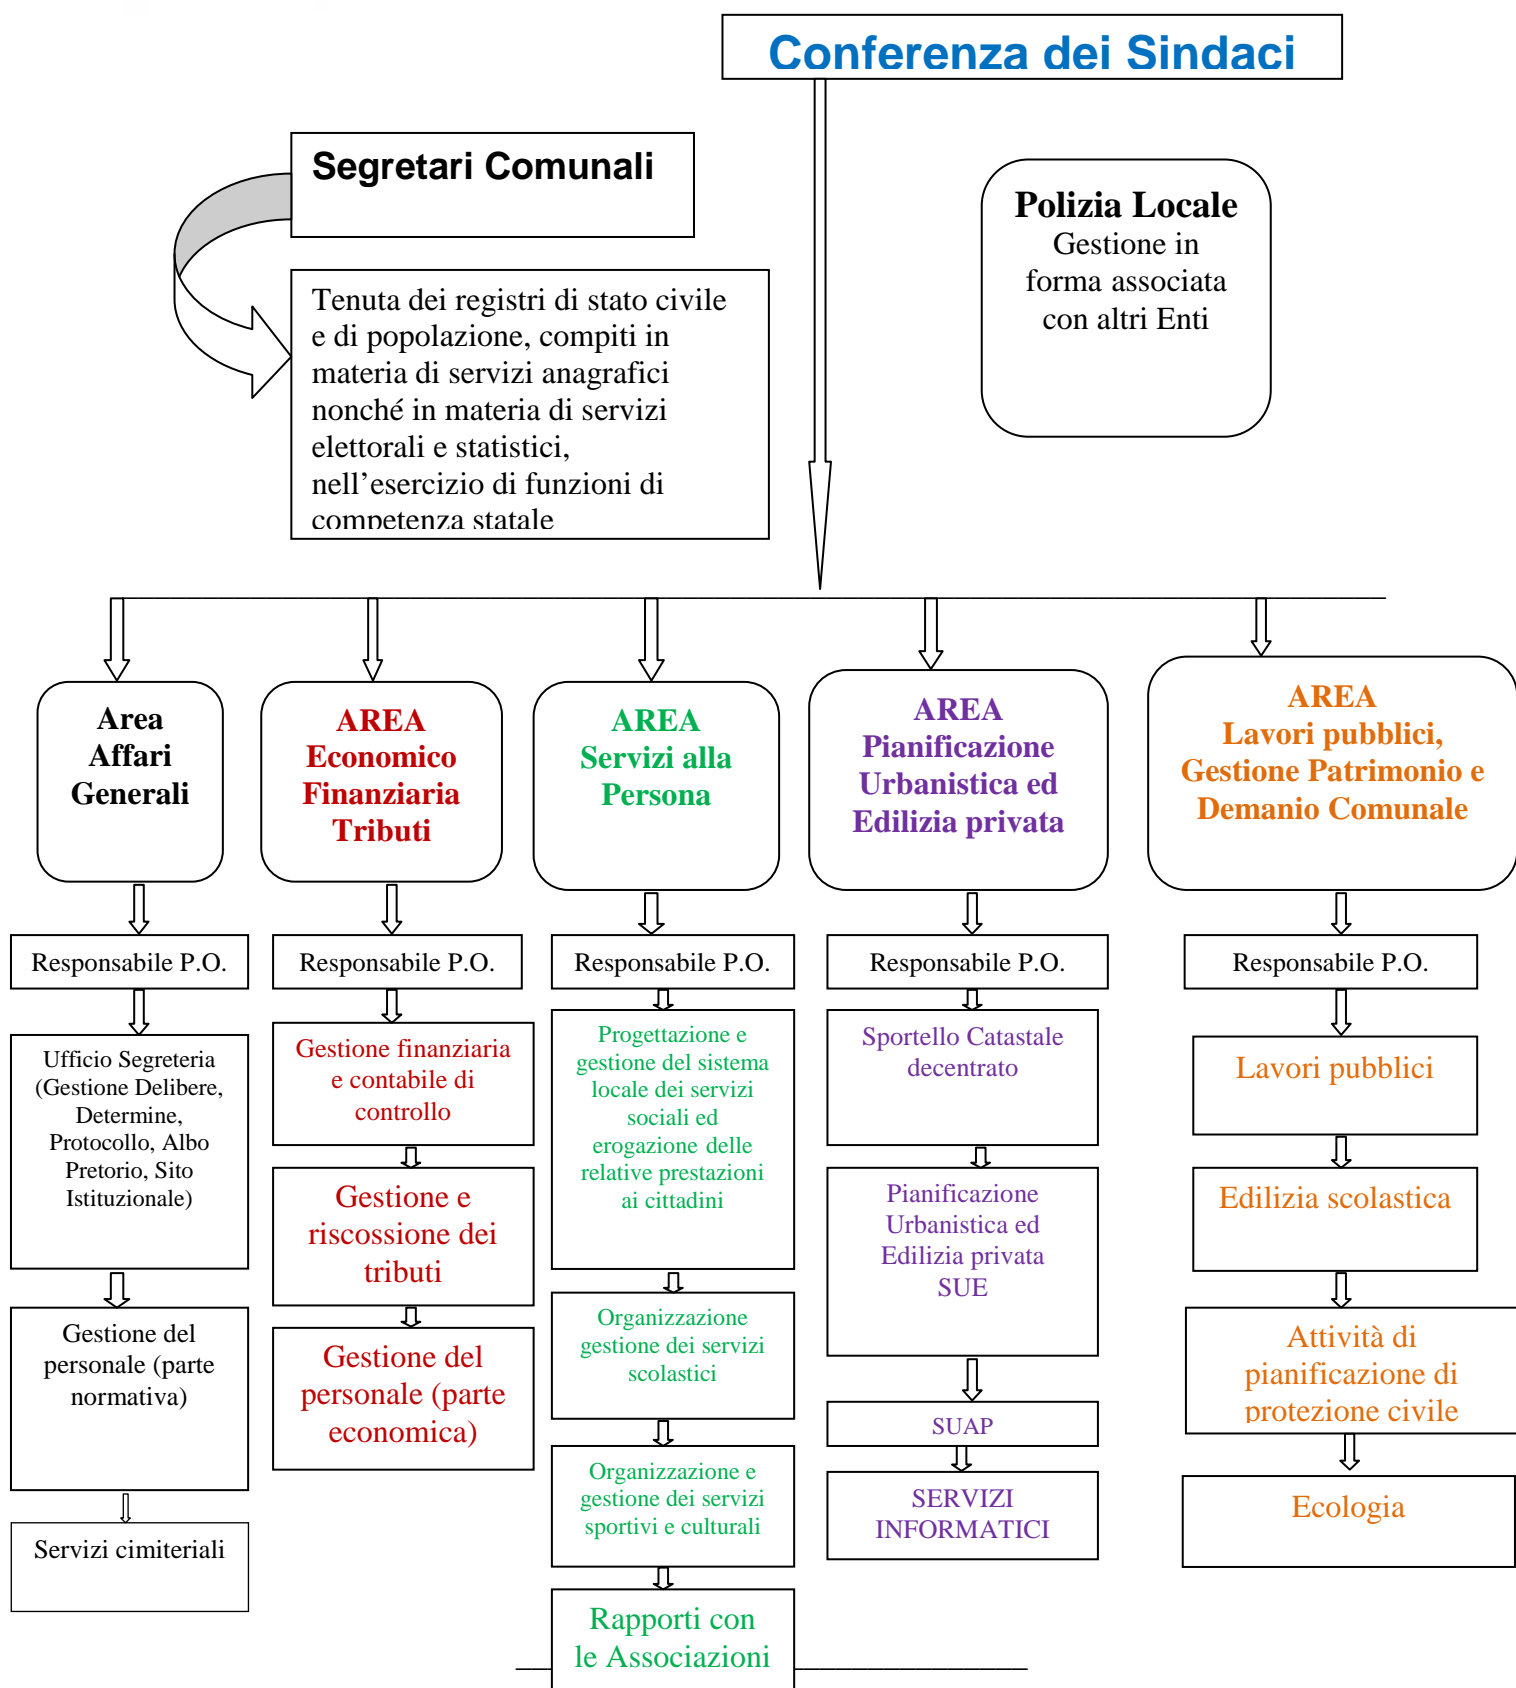 Conferenza dei Sindaci
Segretari Comunali
Polizia Locale
Gestione in
forma associata
con altri Enti
Tenuta dei registri di stato civile
e di popolazione, compiti in
materia di servizi anagrafici
nonché in materia di servizi
elettorali e statistici,
nell’esercizio di funzioni di
competenza statale
Area
Affari
Generali
AREA
Economico
Finanziaria
Tributi
AREA
Servizi alla
Persona
AREA
Pianificazione
Urbanistica ed
Edilizia privata
AREA
Lavori pubblici,
Gestione Patrimonio e
Demanio Comunale
Responsabile P.O.
Responsabile P.O.
Responsabile P.O.
Responsabile P.O.
Responsabile P.O.
Ufficio Segreteria
(Gestione Delibere,
Determine,
Protocollo, Albo
Pretorio, Sito
Istituzionale)
Gestione del
personale (parte
normativa)
Servizi cimiteriali
Gestione finanziaria
e contabile di
controllo
Gestione e
riscossione dei
tributi
Gestione del
personale (parte
economica)
Progettazione e
gestione del sistema
locale dei servizi
sociali ed
erogazione delle
relative prestazioni
ai cittadini
Organizzazione
gestione dei servizi
scolastici
Organizzazione e
gestione dei servizi
sportivi e culturali
Rapporti con
le Associazioni
Sportello Catastale
decentrato
Pianificazione
Urbanistica ed
Edilizia privata
SUE
SUAP
SERVIZI
INFORMATICI
Lavori pubblici
Edilizia scolastica
Attività di
pianificazione di
protezione civile
Ecologia